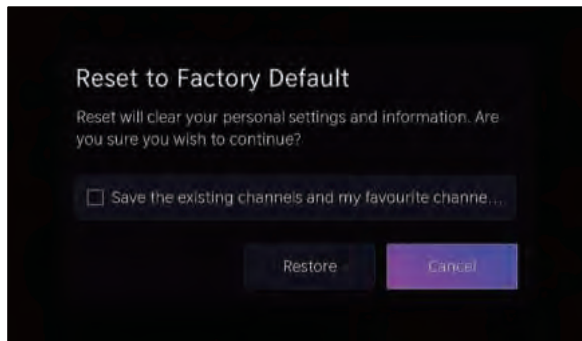 Reset to Factory Default
Reset will clear your personal settings and information. Are
you sure you wish to continue?
Save the existing channels and my favourite channe...
Restore
Cancel